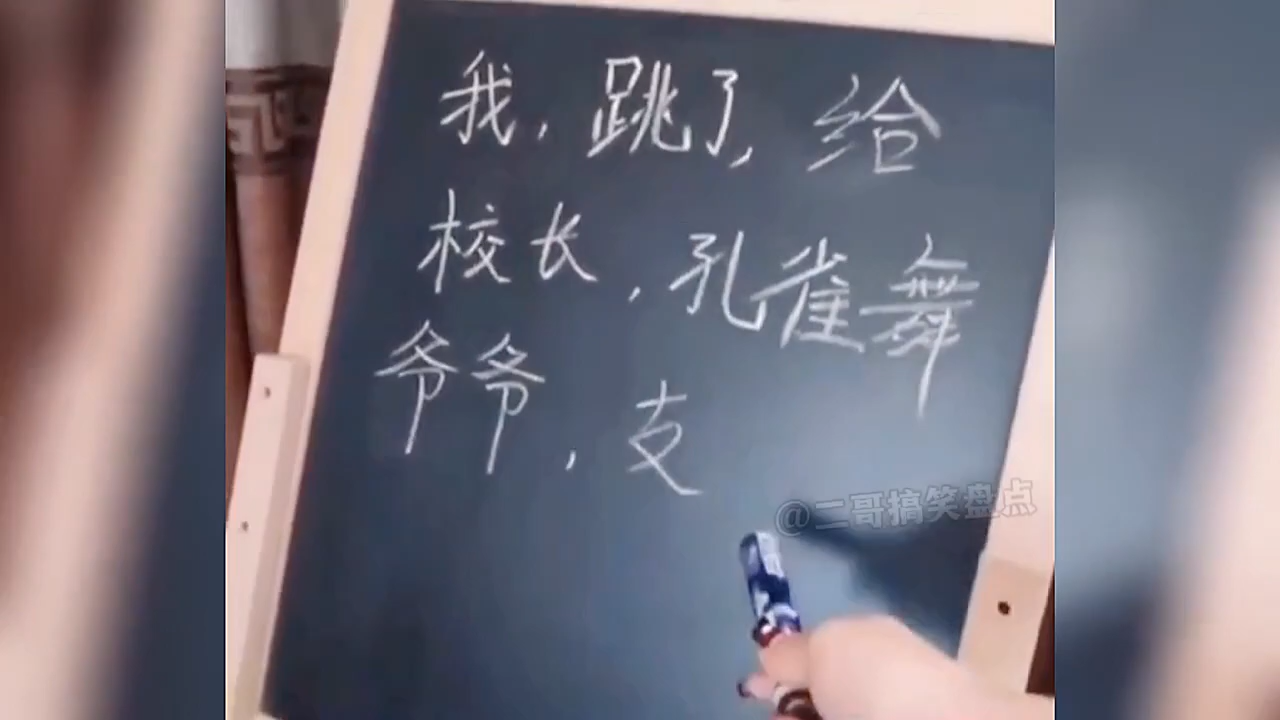 我，跳了，给
校长，孔雀舞
爷爷，支
@二哥搞笑盘点